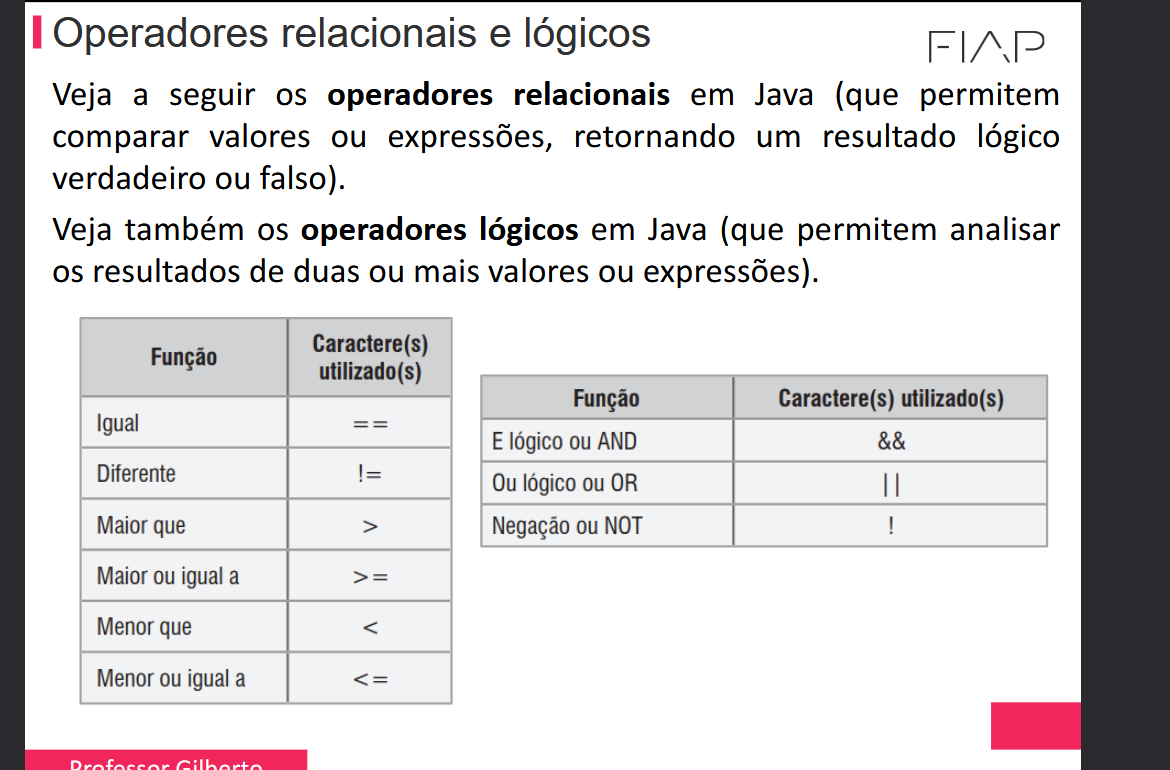 Operadores relacionais e lógicos
FIAP
Veja a seguir os operadores relacionais em Java (que permitem
comparar valores ou expressões, retornando um resultado lógico
verdadeiro ou falso).
Veja também os operadores lógicos em Java (que permitem analisar
os resultados de duas ou mais valores ou expressões).
Função
Caractere(s)
utilizado(s)
Igual
==
Diferente
!=
Maior que
>
Maior ou igual a
>=
Menor que
<
Menor ou igual a
<=
Função
Caractere(s) utilizado(s)
E lógico ou AND
&&
Ou lógico ou OR
||
Negação ou NOT
!
Professor Gilberto